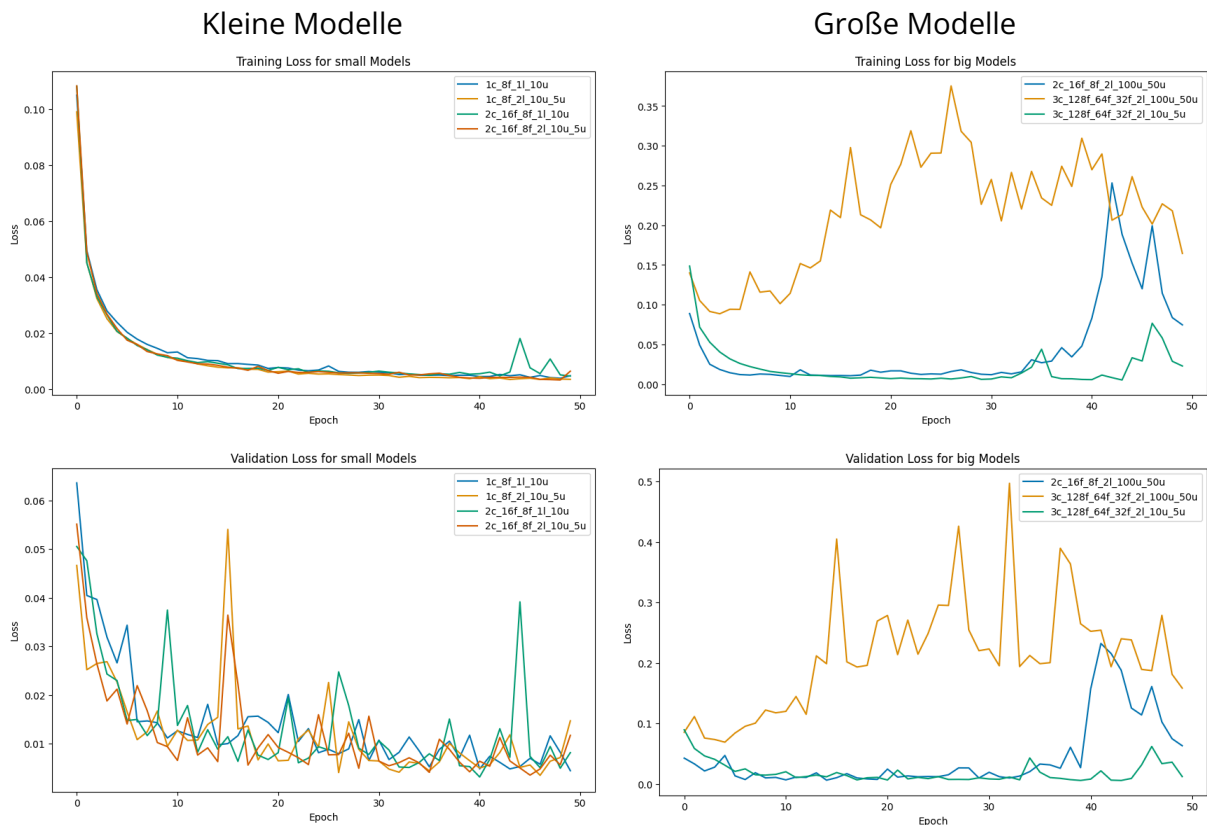 Kleine Modelle
Große Modelle
Training Loss for small Models
Loss
0.10
0.08
0.06
0.04
0.02
0.00
1c_8f_1l_10u
1c_8f_2l_10u_5u
2c_16f_8f_1l_10u
2c_16f_8f_2l_10u_5u
0 10 20 30 40 50
Epoch
Training Loss for big Models
Loss
0.35
0.30
0.25
0.20
0.15
0.10
0.05
0.00
2c_16f_8f_2l_100u_50u
3c_128f_64f_32f_2l_100u_50u
3c_128f_64f_32f_2l_10u_5u
0 10 20 30 40 50
Epoch
Validation Loss for small Models
Loss
0.06
0.05
0.04
0.03
0.02
0.01
1c_8f_1l_10u
1c_8f_2l_10u_5u
2c_16f_8f_1l_10u
2c_16f_8f_2l_10u_5u
0 10 20 30 40 50
Epoch
Validation Loss for big Models
Loss
0.5
0.4
0.3
0.2
0.1
0.0
2c_16f_8f_2l_100u_50u
3c_128f_64f_32f_2l_100u_50u
3c_128f_64f_32f_2l_10u_5u
0 10 20 30 40 50
Epoch